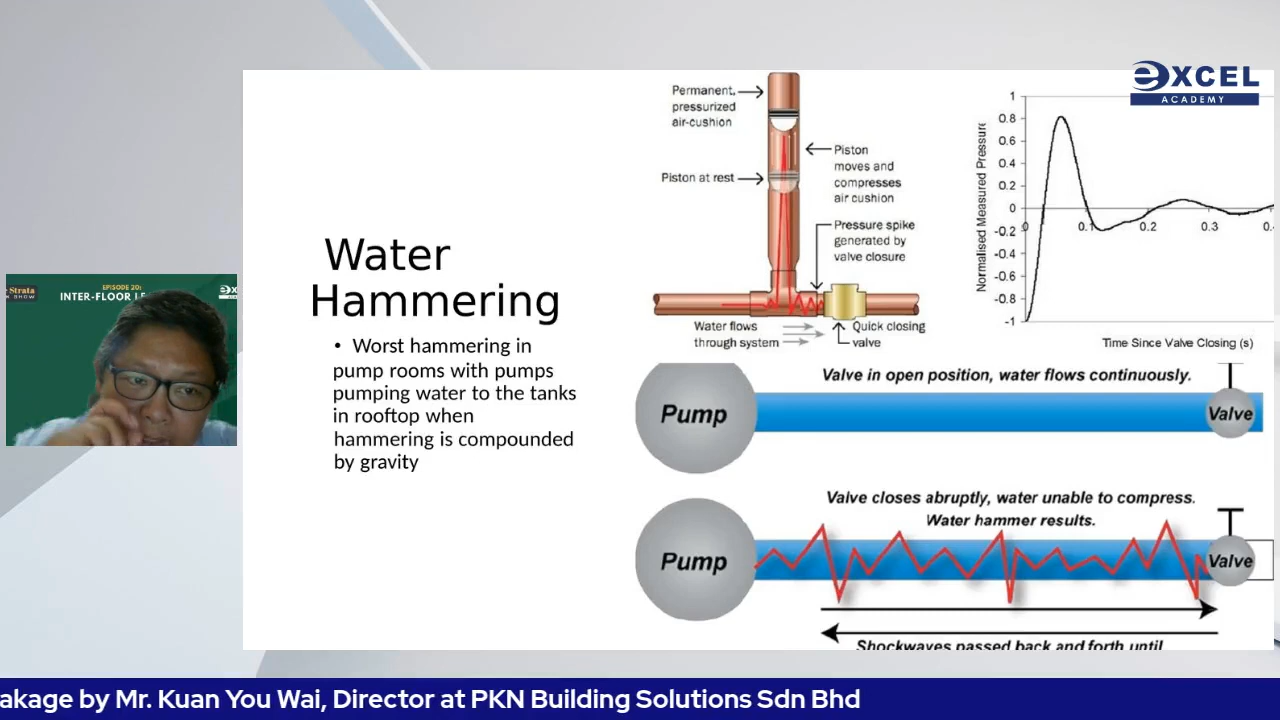 eXCEL
ACADEMY
Strata
SHOW
EPISODE 20:
INTER-FLOOR
Water
Hammering
• Worst hammering in
pump rooms with pumps
pumping water to the tanks
in rooftop when
hammering is compounded
by gravity
Permanent,
pressurized
air-cushion
Piston at rest
Piston
moves and
compresses
air cushion
Pressure spike
generated by
valve closure
Water flows
through system
Quick closing
valve
Normalised Measured Pressure
1
0.8
0.6
0.4
0.2
0
-0.2
-0.4
-0.6
-0.8
-1
0 0.1 0.2 0.3
Time Since Valve Closing (s)
Valve in open position, water flows continuously.
Pump
Valve
Valve closes abruptly, water unable to compress.
Water hammer results.
Pump
Valve
Shockwaves passed back and forth until
akage by Mr. Kuan You Wai, Director at PKN Building Solutions Sdn Bhd